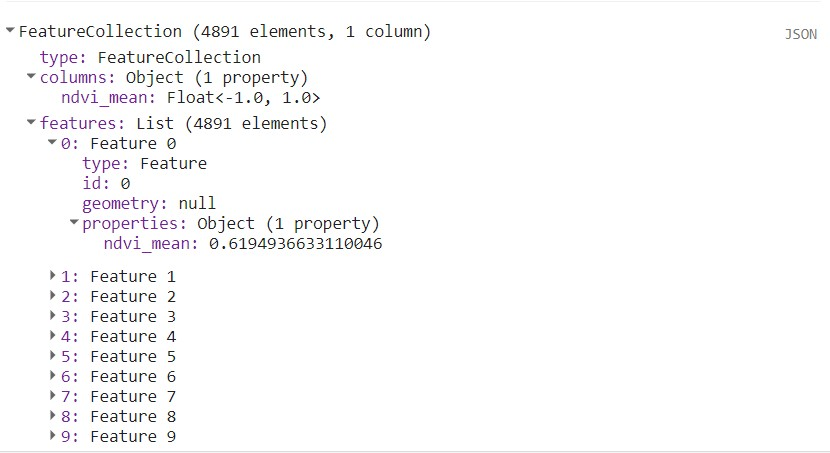 FeatureCollection (4891 elements, 1 column)
JSON
type: FeatureCollection
columns: Object (1 property)
ndvi_mean: Float<-1.0, 1.0>
features: List (4891 elements)
0: Feature 0
type: Feature
id: 0
geometry: null
properties: Object (1 property)
ndvi_mean: 0.6194936633110046
1: Feature 1
2: Feature 2
3: Feature 3
4: Feature 4
5: Feature 5
6: Feature 6
7: Feature 7
8: Feature 8
9: Feature 9